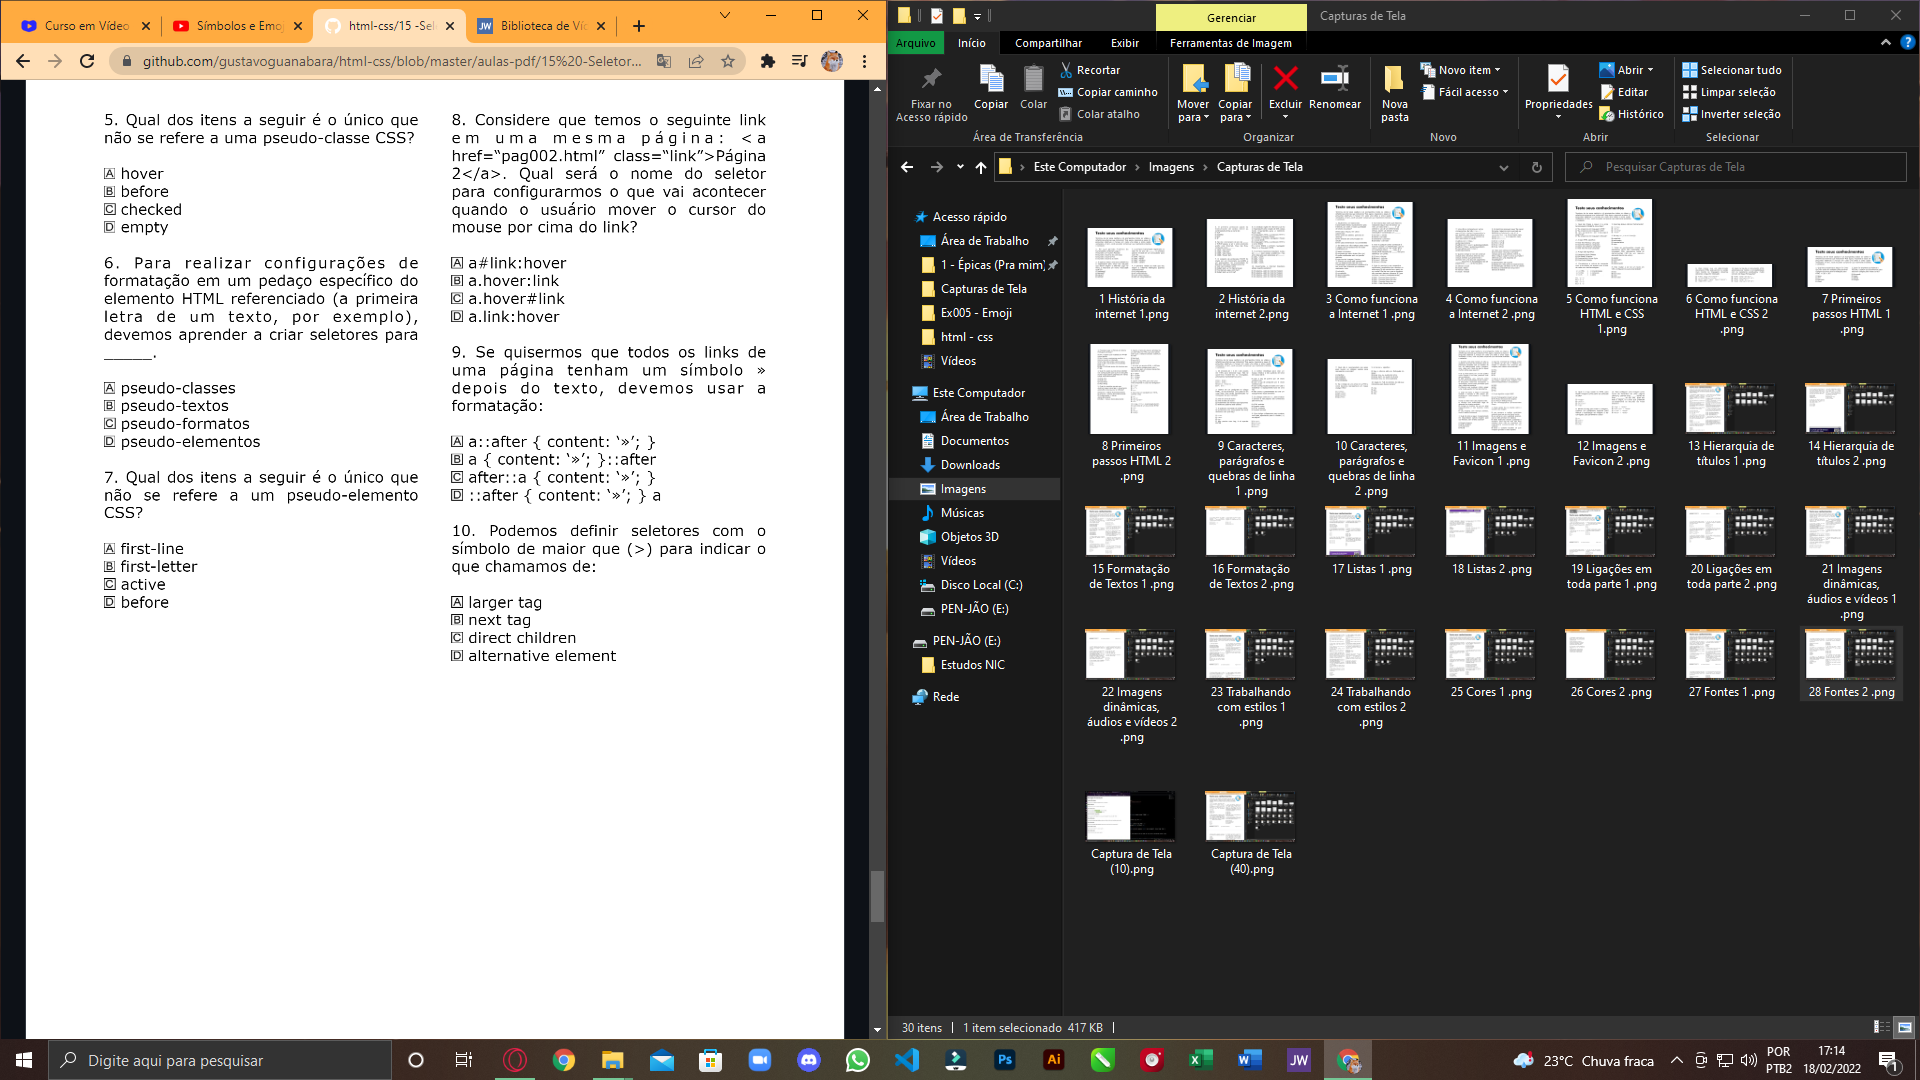 Curso em Vídeo
Símbolos e Emo
html-css/15 -Sel
Biblioteca de Ví
github.com/gustavoguanabara/html-css/blob/master/aulas-pdf/15%20-Seletor...
5. Qual dos itens a seguir é o único que
não se refere a uma pseudo-classe CSS?
A hover
B before
C checked
D empty
6. Para realizar configurações de
formatação em um pedaço específico do
elemento HTML referenciado (a primeira
letra de um texto, por exemplo),
devemos aprender a criar seletores para
_____.
A pseudo-classes
B pseudo-textos
C pseudo-formatos
D pseudo-elementos
7. Qual dos itens a seguir é o único que
não se refere a um pseudo-elemento
CSS?
A first-line
B first-letter
C active
D before
8. Considere que temos o seguinte link
em uma mesma página: <a
href=“pag002.html” class=“link”>Página
2</a>. Qual será o nome do seletor
para configurarmos o que vai acontecer
quando o usuário mover o cursor do
mouse por cima do link?
A a#link:hover
B a.hover:link
C a.hover#link
D a.link:hover
9. Se quisermos que todos os links de
uma página tenham um símbolo »
depois do texto, devemos usar a
formatação:
A a::after { content: ‘»’; }
B a { content: ‘»’; }::after
C after::a { content: ‘»’; }
D ::after { content: ‘»’; } a
10. Podemos definir seletores com o
símbolo de maior que (>) para indicar o
que chamamos de:
A larger tag
B next tag
C direct children
D alternative element
Gerenciar
Capturas de Tela
Arquivo
Início
Compartilhar
Exibir
Ferramentas de Imagem
Fixar no
Acesso rápido
Copiar
Colar
Recortar
Copiar caminho
Colar atalho
Área de Transferência
Mover
para
Copiar
para
Excluir
Renomear
Organizar
Nova
pasta
Novo item
Fácil acesso
Novo
Propriedades
Abrir
Editar
Histórico
Abrir
Selecionar tudo
Limpar seleção
Inverter seleção
Selecionar
Este Computador
Imagens
Capturas de Tela
Pesquisar Capturas de Tela
Acesso rápido
Área de Trabalho
1 - Épicas (Pra mim)
Capturas de Tela
Ex005 - Emoji
html - css
Vídeos
Este Computador
Área de Trabalho
Documentos
Downloads
Imagens
Músicas
Objetos 3D
Vídeos
Disco Local (C:)
PEN-JÃO (E:)
PEN-JÃO (E:)
Estudos NIC
Rede
1 História da
internet 1.png
2 História da
internet 2.png
3 Como funciona
a Internet 1 .png
4 Como funciona
a Internet 2 .png
5 Como funciona
HTML e CSS
1.png
6 Como funciona
HTML e CSS 2
.png
7 Primeiros
passos HTML 1
.png
8 Primeiros
passos HTML 2
.png
9 Caracteres,
parágrafos e
quebras de linha
1 .png
10 Caracteres,
parágrafos e
quebras de linha
2 .png
11 Imagens e
Favicon 1 .png
12 Imagens e
Favicon 2 .png
13 Hierarquia de
títulos 1 .png
14 Hierarquia de
títulos 2 .png
15 Formatação
de Textos 1 .png
16 Formatação
de Textos 2 .png
17 Listas 1 .png
18 Listas 2 .png
19 Ligações em
toda parte 1 .png
20 Ligações em
toda parte 2 .png
21 Imagens
dinâmicas,
áudios e vídeos 1
.png
22 Imagens
dinâmicas,
áudios e vídeos 2
.png
23 Trabalhando
com estilos 1
.png
24 Trabalhando
com estilos 2
.png
25 Cores 1 .png
26 Cores 2 .png
27 Fontes 1 .png
28 Fontes 2 .png
Captura de Tela
(10).png
Captura de Tela
(40).png
30 itens
1 item selecionado 417 KB
Digite aqui para pesquisar
23°C Chuva fraca
POR
PTB2
17:14
18/02/2022
1